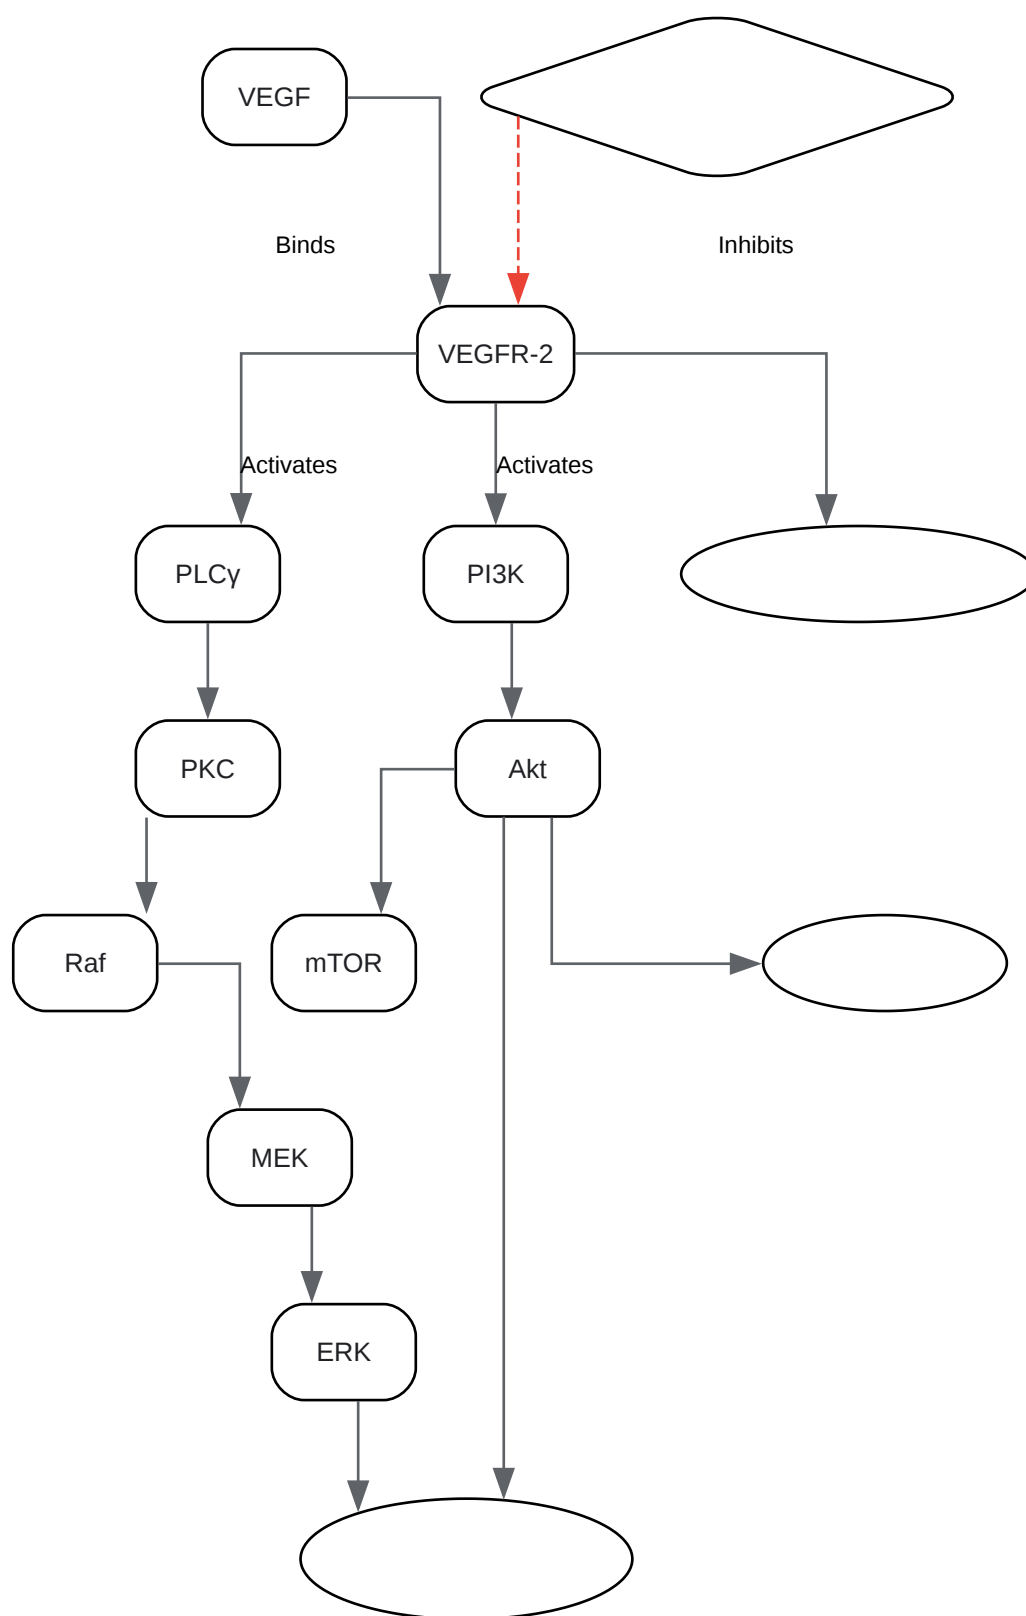 VEGF
Binds
Inhibits
VEGFR-2
Activates
Activates
PLCγ
PI3K
PKC
Akt
Raf
mTOR
MEK
ERK